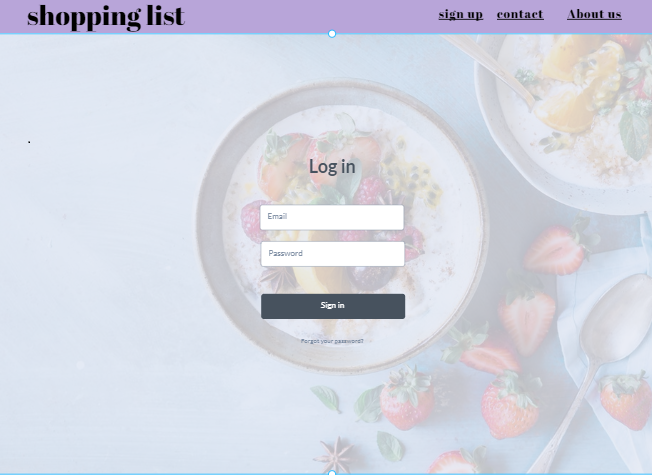 shopping list
sign up contact About us
Log in
Email
Password
Sign in
Forgot your password?